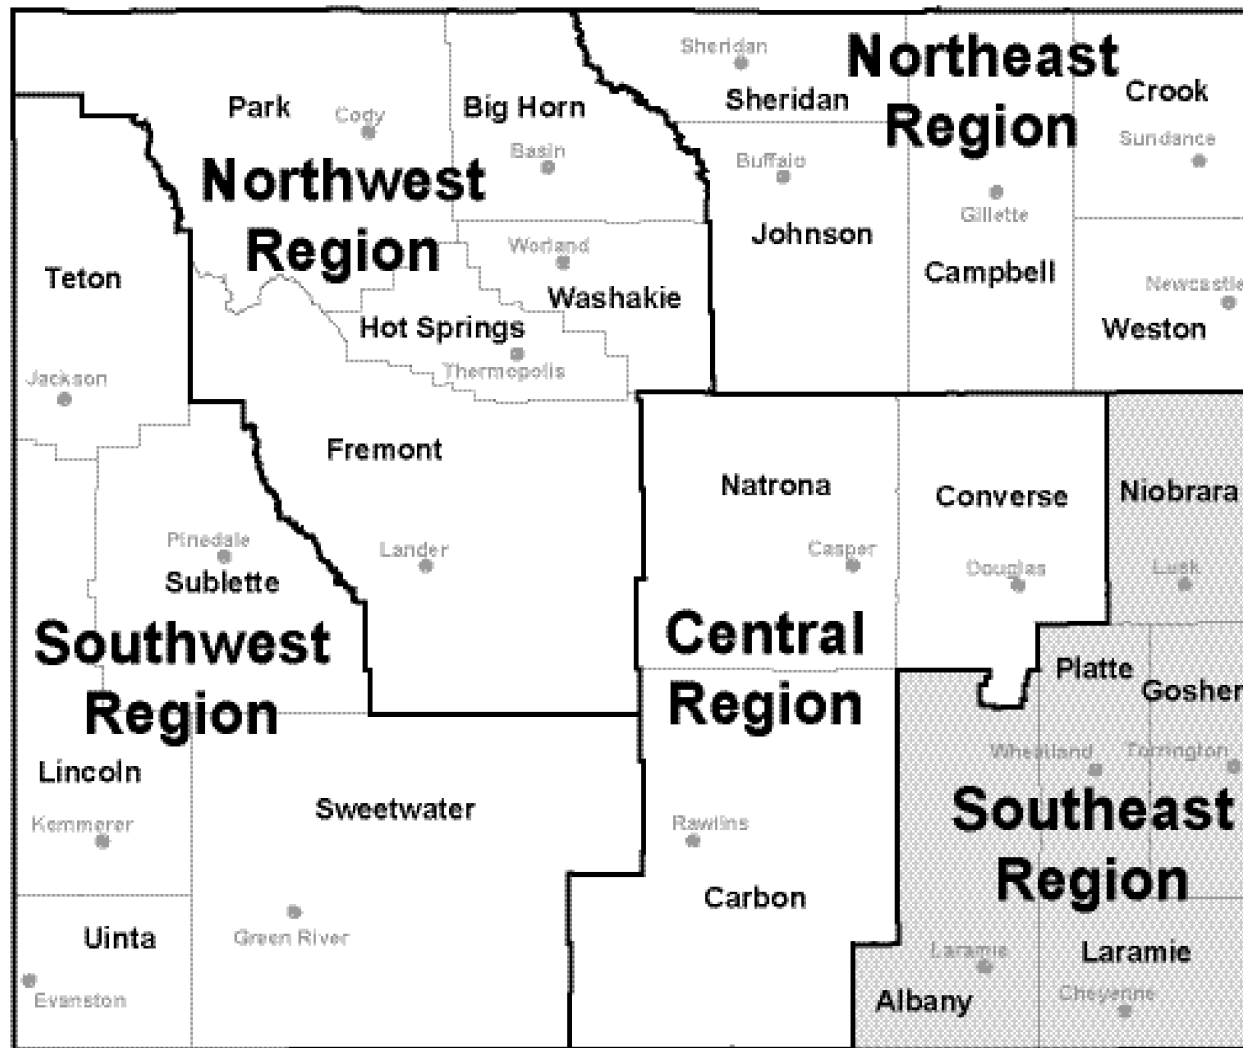 Sheridan
Northeast
Region
Park
Cody
Big Horn
Sheridan
Crook
Basin
Buffalo
Sundance
Northwest
Region
Gillette
Johnson
Worland
Teton
Campbell
Newcastle
Washakie
Hot Springs
Weston
Thermopolis
Jackson
Fremont
Natrona
Converse
Niobrara
Pinedale
Lander
Casper
Douglas
Lusk
Sublette
Southwest
Region
Central
Region
Platte
Goshen
Wheatland
Torrington
Lincoln
Sweetwater
Southeast
Region
Kemmerer
Rawlins
Carbon
Uinta
Green River
Laramie
Laramie
Evanston
Albany
Cheyenne